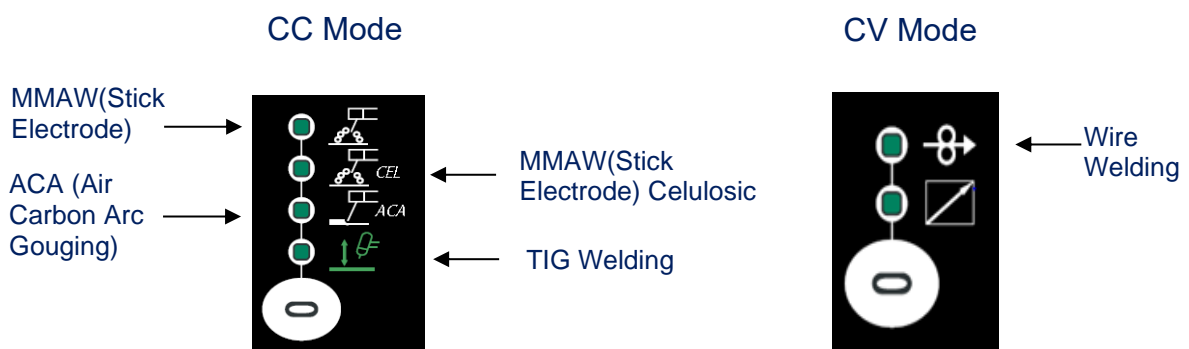 CC Mode
CV Mode
MMAW(Stick
Electrode)
ACA (Air
Carbon Arc
Gouging)
CEL
ACA
MMAW(Stick
Electrode) Celulosic
TIG Welding
Wire
Welding